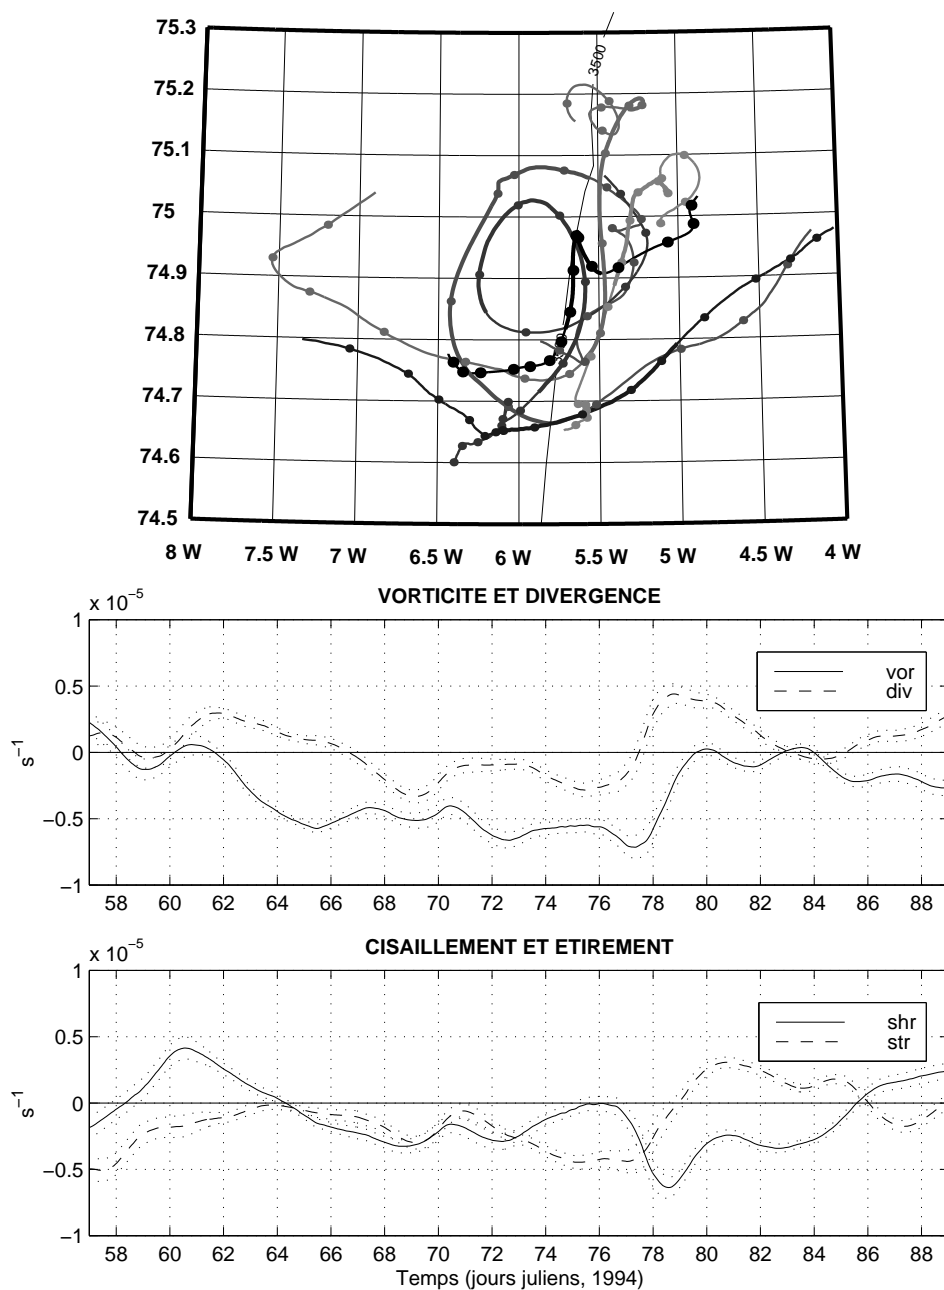 75.3
75.2
75.1
75
74.9
74.8
74.7
74.6
74.5
3500
8 W 7.5 W 7 W 6.5 W 6 W 5.5 W 5 W 4.5 W 4 W
VORTICITE ET DIVERGENCE
x 10−5
1
0.5
0
−0.5
−1
s−1
vor
div
58 60 62 64 66 68 70 72 74 76 78 80 82 84 86 88
CISAILLEMENT ET ETIREMENT
x 10−5
1
0.5
0
−0.5
−1
s−1
shr
str
58 60 62 64 66 68 70 72 74 76 78 80 82 84 86 88
Temps (jours juliens, 1994)